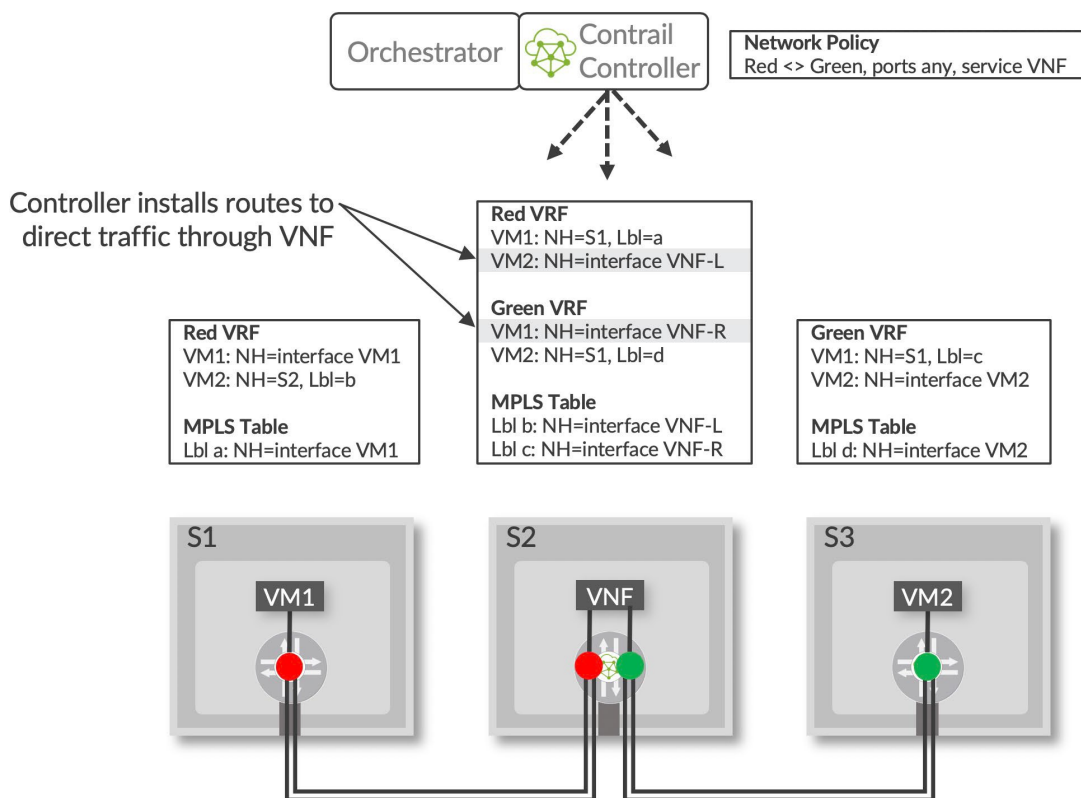 Orchestrator
Contrail
Controller
Network Policy
Red <> Green, ports any, service VNF
Controller installs routes to
direct traffic through VNF
Red VRF
VM1: NH=interface VM1
VM2: NH=S2, Lbl=b
MPLS Table
Lbl a: NH=interface VM1
Red VRF
VM1: NH=S1, Lbl=a
VM2: NH=interface VNF-L
Green VRF
VM1: NH=interface VNF-R
VM2: NH=S1, Lbl=d
MPLS Table
Lbl b: NH=interface VNF-L
Lbl c: NH=interface VNF-R
Green VRF
VM1: NH=S1, Lbl=c
VM2: NH=interface VM2
MPLS Table
Lbl d: NH=interface VM2
S1
VM1
S2
VNF
S3
VM2